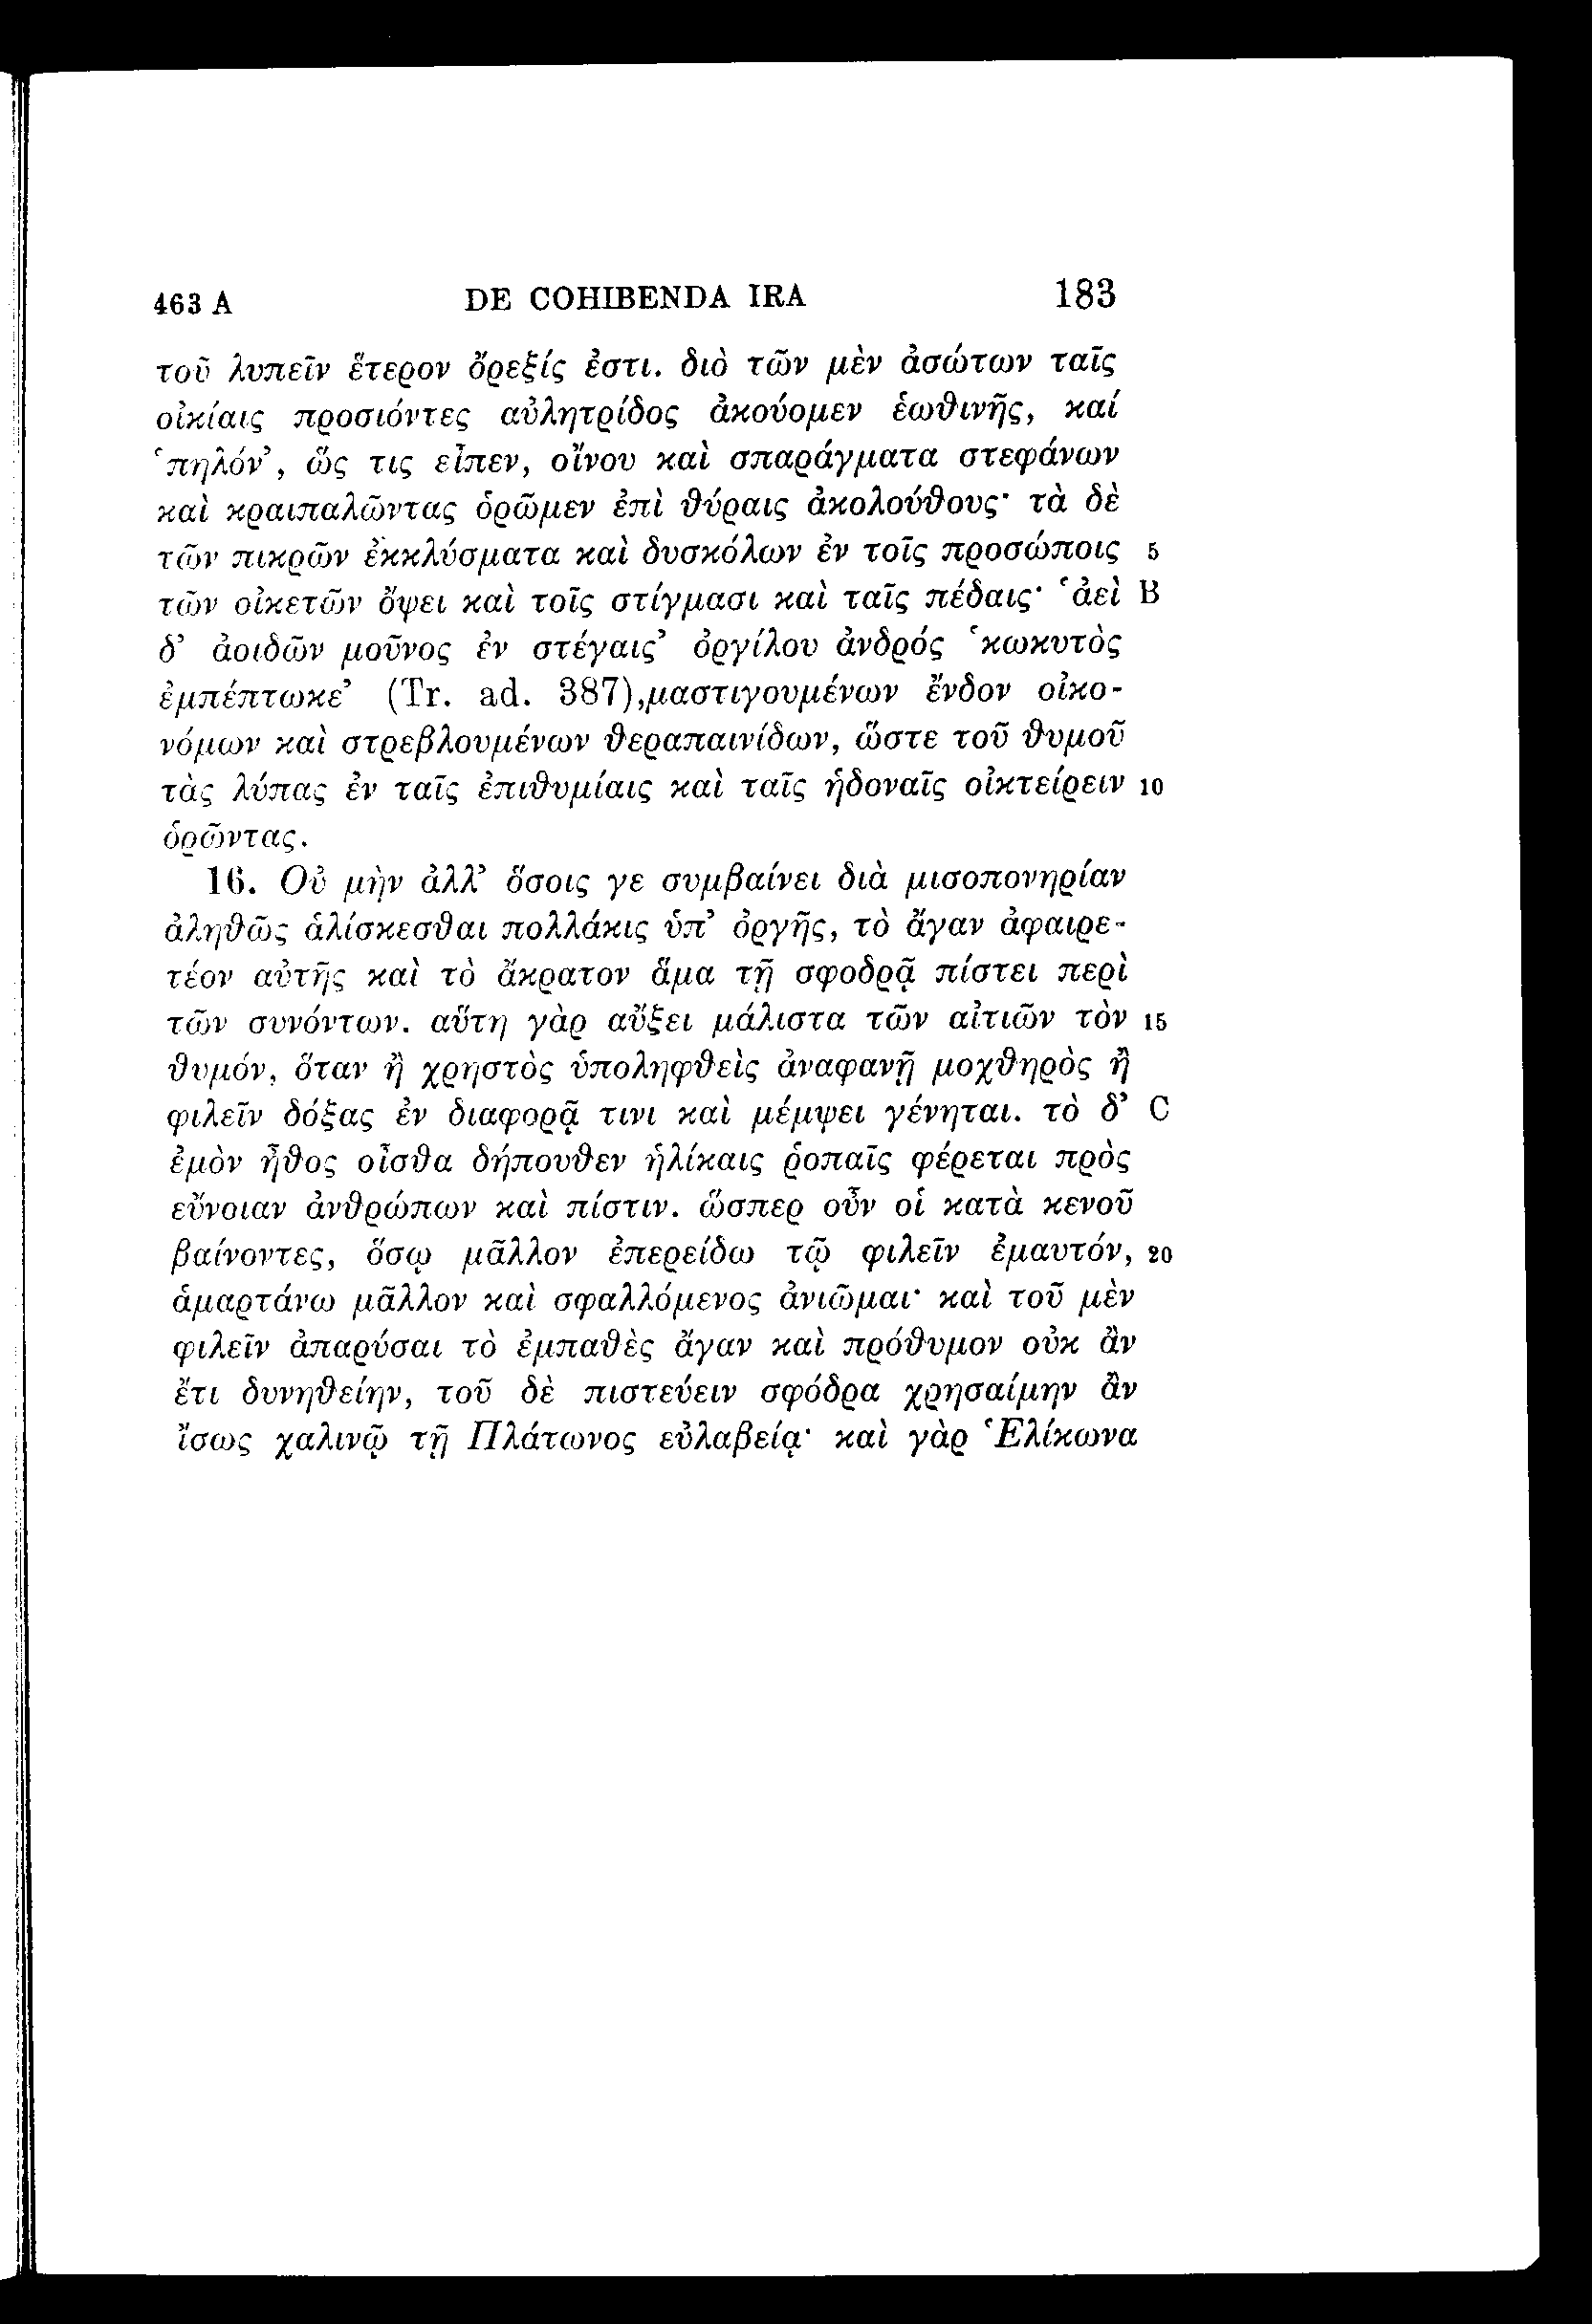 463 A DE COHIBENDA IRA 183
τοῦ λυπεῖν ἕτερον ὄρεξίς ἐστι. διὸ τῶν μὲν ἀσώτων ταῖς
οἰκίαις προσιόντες αὐλητρίδος ἀκούομεν ἑωθινῆς, καί
‘πηλόν’, ὥς τις εἶπεν, οἴνου καὶ σπαράγματα στεφάνων
καὶ κραιπαλῶντας ὁρῶμεν ἐπὶ θύραις ἀκολούθους· τὰ δὲ
τῶν πικρῶν ἐκκλύσματα καὶ δυσκόλων ἐν τοῖς προσώποις 5
τῶν οἰκετῶν ὄψει καὶ τοῖς στίγμασι καὶ ταῖς πέδαις· ‘ἀεὶ B
δ’ ἀοιδῶν μοῦνος ἐν στέγαις’ ὀργίλου ἀνδρός ‘κωκυτὸς
ἐμπέπτωκε’ (Tr. ad. 387),μαστιγουμένων ἔνδον οἰκο-
νόμων καὶ στρεβλουμένων θεραπαινίδων, ὥστε τοῦ θυμοῦ
τὰς λύπας ἐν ταῖς ἐπιθυμίαις καὶ ταῖς ἡδοναῖς οἰκτείρειν 10
ὁρῶντας.
16. Οὐ μὴν ἀλλ’ ὅσοις γε συμβαίνει διὰ μισοπονηρίαν
ἀληθῶς ἁλίσκεσθαι πολλάκις ὑπ’ ὀργῆς, τὸ ἄγαν ἀφαιρε-
τέον αὐτῆς καὶ τὸ ἄκρατον ἅμα τῇ σφοδρᾷ πίστει περὶ
τῶν συνόντων. αὕτη γὰρ αὔξει μάλιστα τῶν αἰτιῶν τὸν 15
θυμόν, ὅταν ἢ χρηστὸς ὑποληφθεὶς ἀναφανῇ μοχθηρὸς ἢ
φιλεῖν δόξας ἐν διαφορᾷ τινι καὶ μέμψει γένηται. τὸ δ’ C
ἐμὸν ἦθος οἶσθα δήπουθεν ἡλίκαις ῥοπαῖς φέρεται πρὸς
εὔνοιαν ἀνθρώπων καὶ πίστιν. ὥσπερ οὖν οἱ κατὰ κενοῦ
βαίνοντες, ὅσῳ μᾶλλον ἐπερείδω τῷ φιλεῖν ἐμαυτόν, 20
ἁμαρτάνω μᾶλλον καὶ σφαλλόμενος ἀνιῶμαι· καὶ τοῦ μὲν
φιλεῖν ἀπαρύσαι τὸ ἐμπαθὲς ἄγαν καὶ πρόθυμον οὐκ ἂν
ἔτι δυνηθείην, τοῦ δὲ πιστεύειν σφόδρα χρησαίμην ἂν
ἴσως χαλινῷ τῇ Πλάτωνος εὐλαβείᾳ· καὶ γὰρ Ἑλίκωνα